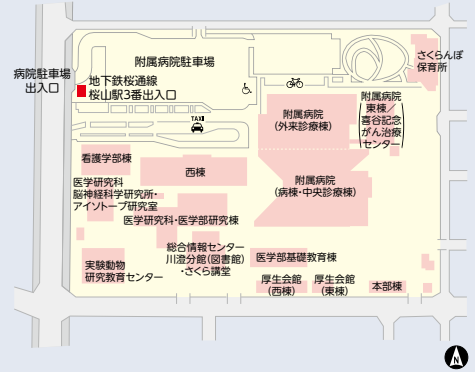 附属病院駐車場
さくらんぼ
保育所
病院駐車場
出入口
地下鉄桜通線
桜山駅3番出入口
附属病院
(外来診療棟)
附属病院
東棟/
喜谷記念
がん治療
センター
TAXI
看護学部棟
西棟
附属病院
(病棟・中央診療棟)
医学研究科
脳神経科学研究所・
アイソトープ研究室
医学研究科・医学部研究棟
総合情報センター
川澄分館(図書館)
・さくら講堂
医学部基礎教育棟
実験動物
研究教育センター
厚生会館
(西棟)
厚生会館
(東棟)
本部棟
N